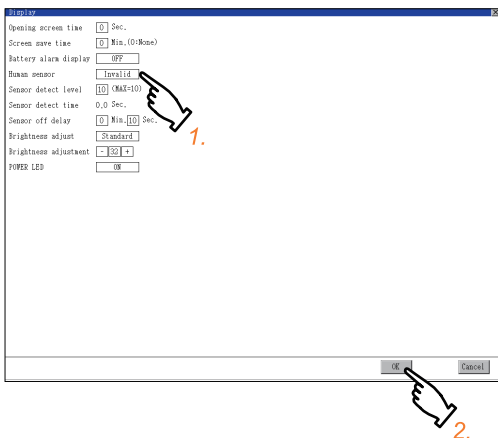 Display
Opening screen time 0 Sec.
Screen save time 0 Min.(0:None)
Battery alarm display OFF
Human sensor Invalid
Sensor detect level 10 (MAX=10)
Sensor detect time 0.0 Sec.
Sensor off delay 0 Min. 10 Sec.
Brightness adjust Standard
1.
Brightness adjustment - 32 +
POWER LED ON
OK Cancel
2.